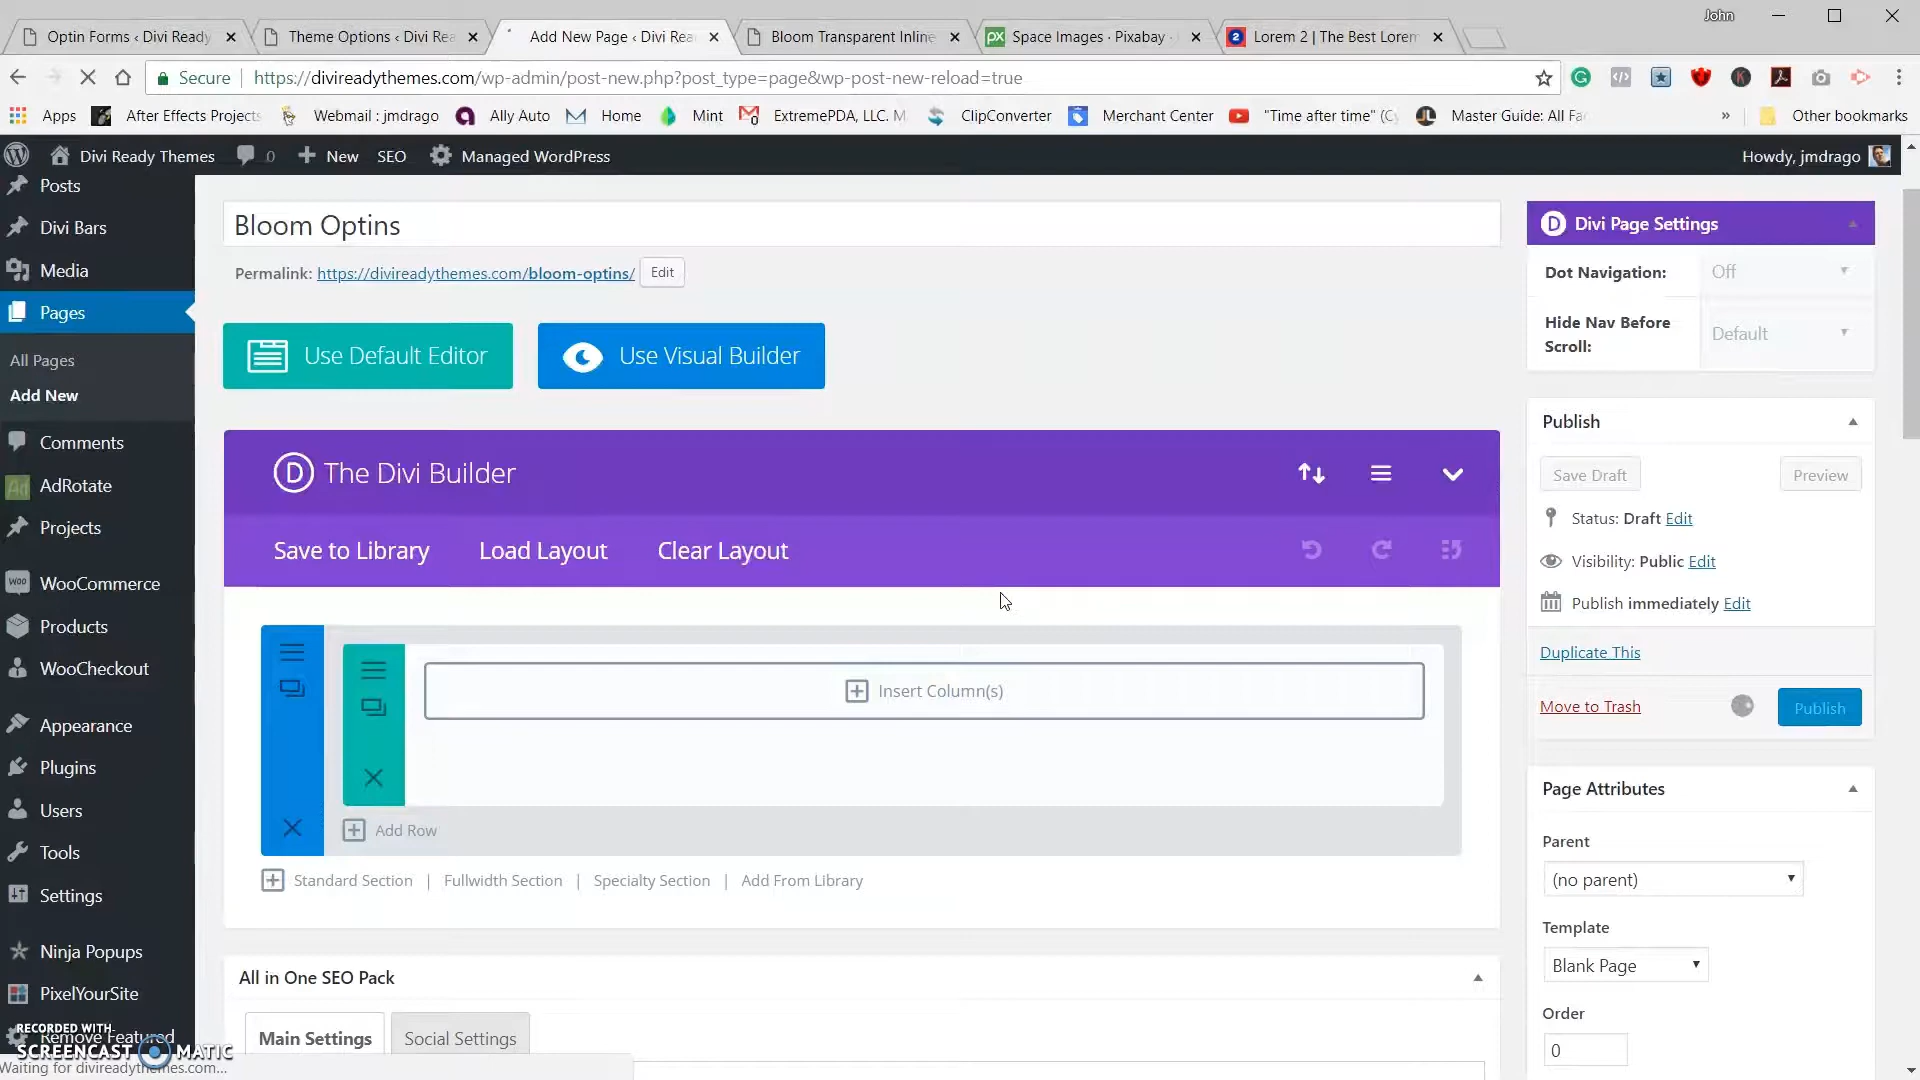 John
Optin Forms ‹ Divi Ready
Theme Options ‹ Divi Rea
Add New Page ‹ Divi Rea
Bloom Transparent Inline
Space Images · Pixabay ·
Lorem 2 | The Best Lorem
Secure
https://divireadythemes.com/wp-admin/post-new.php?post_type=page&wp-post-new-reload=true
Apps
After Effects Projects
Webmail : jmdrago
Ally Auto
Home
Mint
ExtremePDA, LLC. M
ClipConverter
Merchant Center
"Time after time" (Cy
Master Guide: All Fa
»
Other bookmarks
Divi Ready Themes
0
New
SEO
Managed WordPress
Howdy, jmdrago
Posts
Divi Bars
Media
Pages
All Pages
Add New
Comments
AdRotate
Projects
WooCommerce
Products
WooCheckout
Appearance
Plugins
Users
Tools
Settings
Ninja Popups
PixelYourSite
Remove Featured
RECORDED WITH
SCREENCAST MATIC
Waiting for divireadythemes.com...
Bloom Optins
Permalink: https://divireadythemes.com/bloom-optins/ Edit
Use Default Editor
Use Visual Builder
The Divi Builder
Save to Library
Load Layout
Clear Layout
Insert Column(s)
Add Row
Standard Section | Fullwidth Section | Specialty Section | Add From Library
All in One SEO Pack
Main Settings
Social Settings
Divi Page Settings
Dot Navigation:
Off
Hide Nav Before
Scroll:
Default
Publish
Save Draft
Preview
Status: Draft Edit
Visibility: Public Edit
Publish immediately Edit
Duplicate This
Move to Trash
Publish
Page Attributes
Parent
(no parent)
Template
Blank Page
Order
0